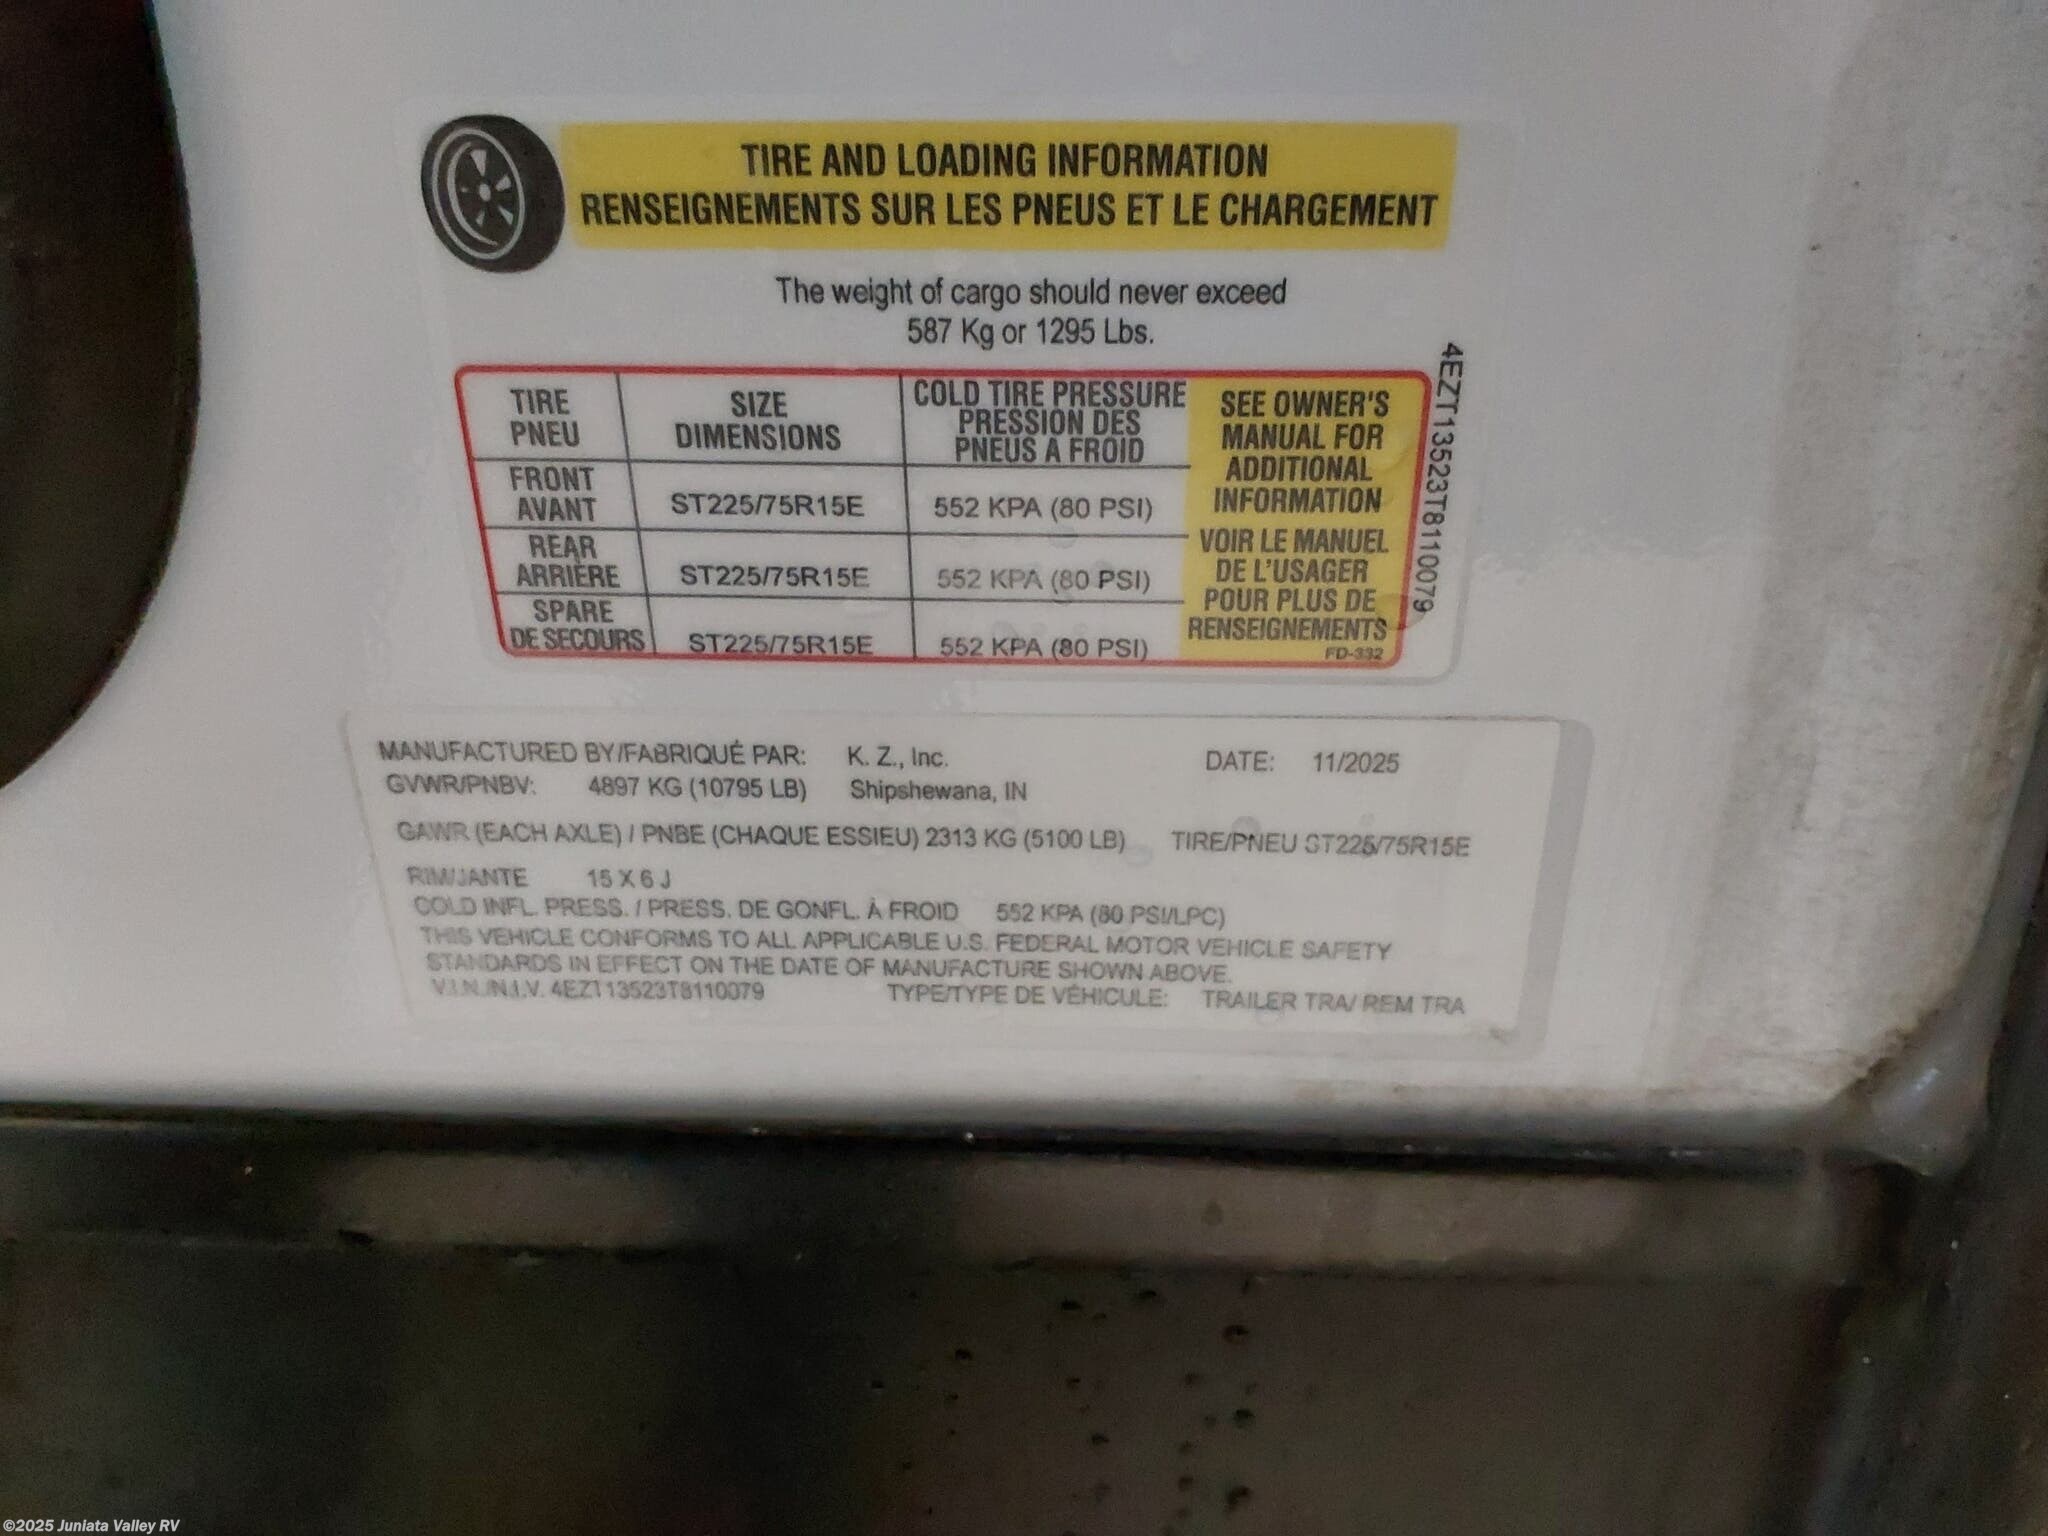 TIRE AND LOADING INFORMATION
RENSEIGNEMENTS SUR LES PNEUS ET LE CHARGEMENT
The weight of cargo should never exceed
587 Kg or 1295 Lbs.
TIRE
PNEU
SIZE
DIMENSIONS
COLD TIRE PRESSURE
PRESSION DES
PNEUS A FROID
FRONT
AVANT
ST225/75R15E
552 KPA (80 PSI)
REAR
ARRIÈRE
ST225/75R15E
552 KPA (80 PSI)
SPARE
DE SECOURS
ST225/75R15E
552 KPA (80 PSI)
SEE OWNER'S
MANUAL FOR
ADDITIONAL
INFORMATION
VOIR LE MANUEL
DE L'USAGER
POUR PLUS DE
RENSEIGNEMENTS
FD-332
4EZT13523T8110079
MANUFACTURED BY/FABRIQUÉ PAR: K. Z., Inc. DATE: 11/2025
GVWR/PNBV: 4897 KG (10795 LB) Shipshewana, IN
GAWR (EACH AXLE) / PNBE (CHAQUE ESSIEU) 2313 KG (5100 LB) TIRE/PNEU ST225/75R15E
RIM/JANTE 15 X 6 J
COLD INFL. PRESS. / PRESS. DE GONFL. À FROID 552 KPA (80 PSI/LPC)
THIS VEHICLE CONFORMS TO ALL APPLICABLE U.S. FEDERAL MOTOR VEHICLE SAFETY
STANDARDS IN EFFECT ON THE DATE OF MANUFACTURE SHOWN ABOVE.
V.I.N./N.I.V. 4EZT13523T8110079 TYPE/TYPE DE VÉHICULE: TRAILER TRA/ REM TRA
©2025 Juniata Valley RV